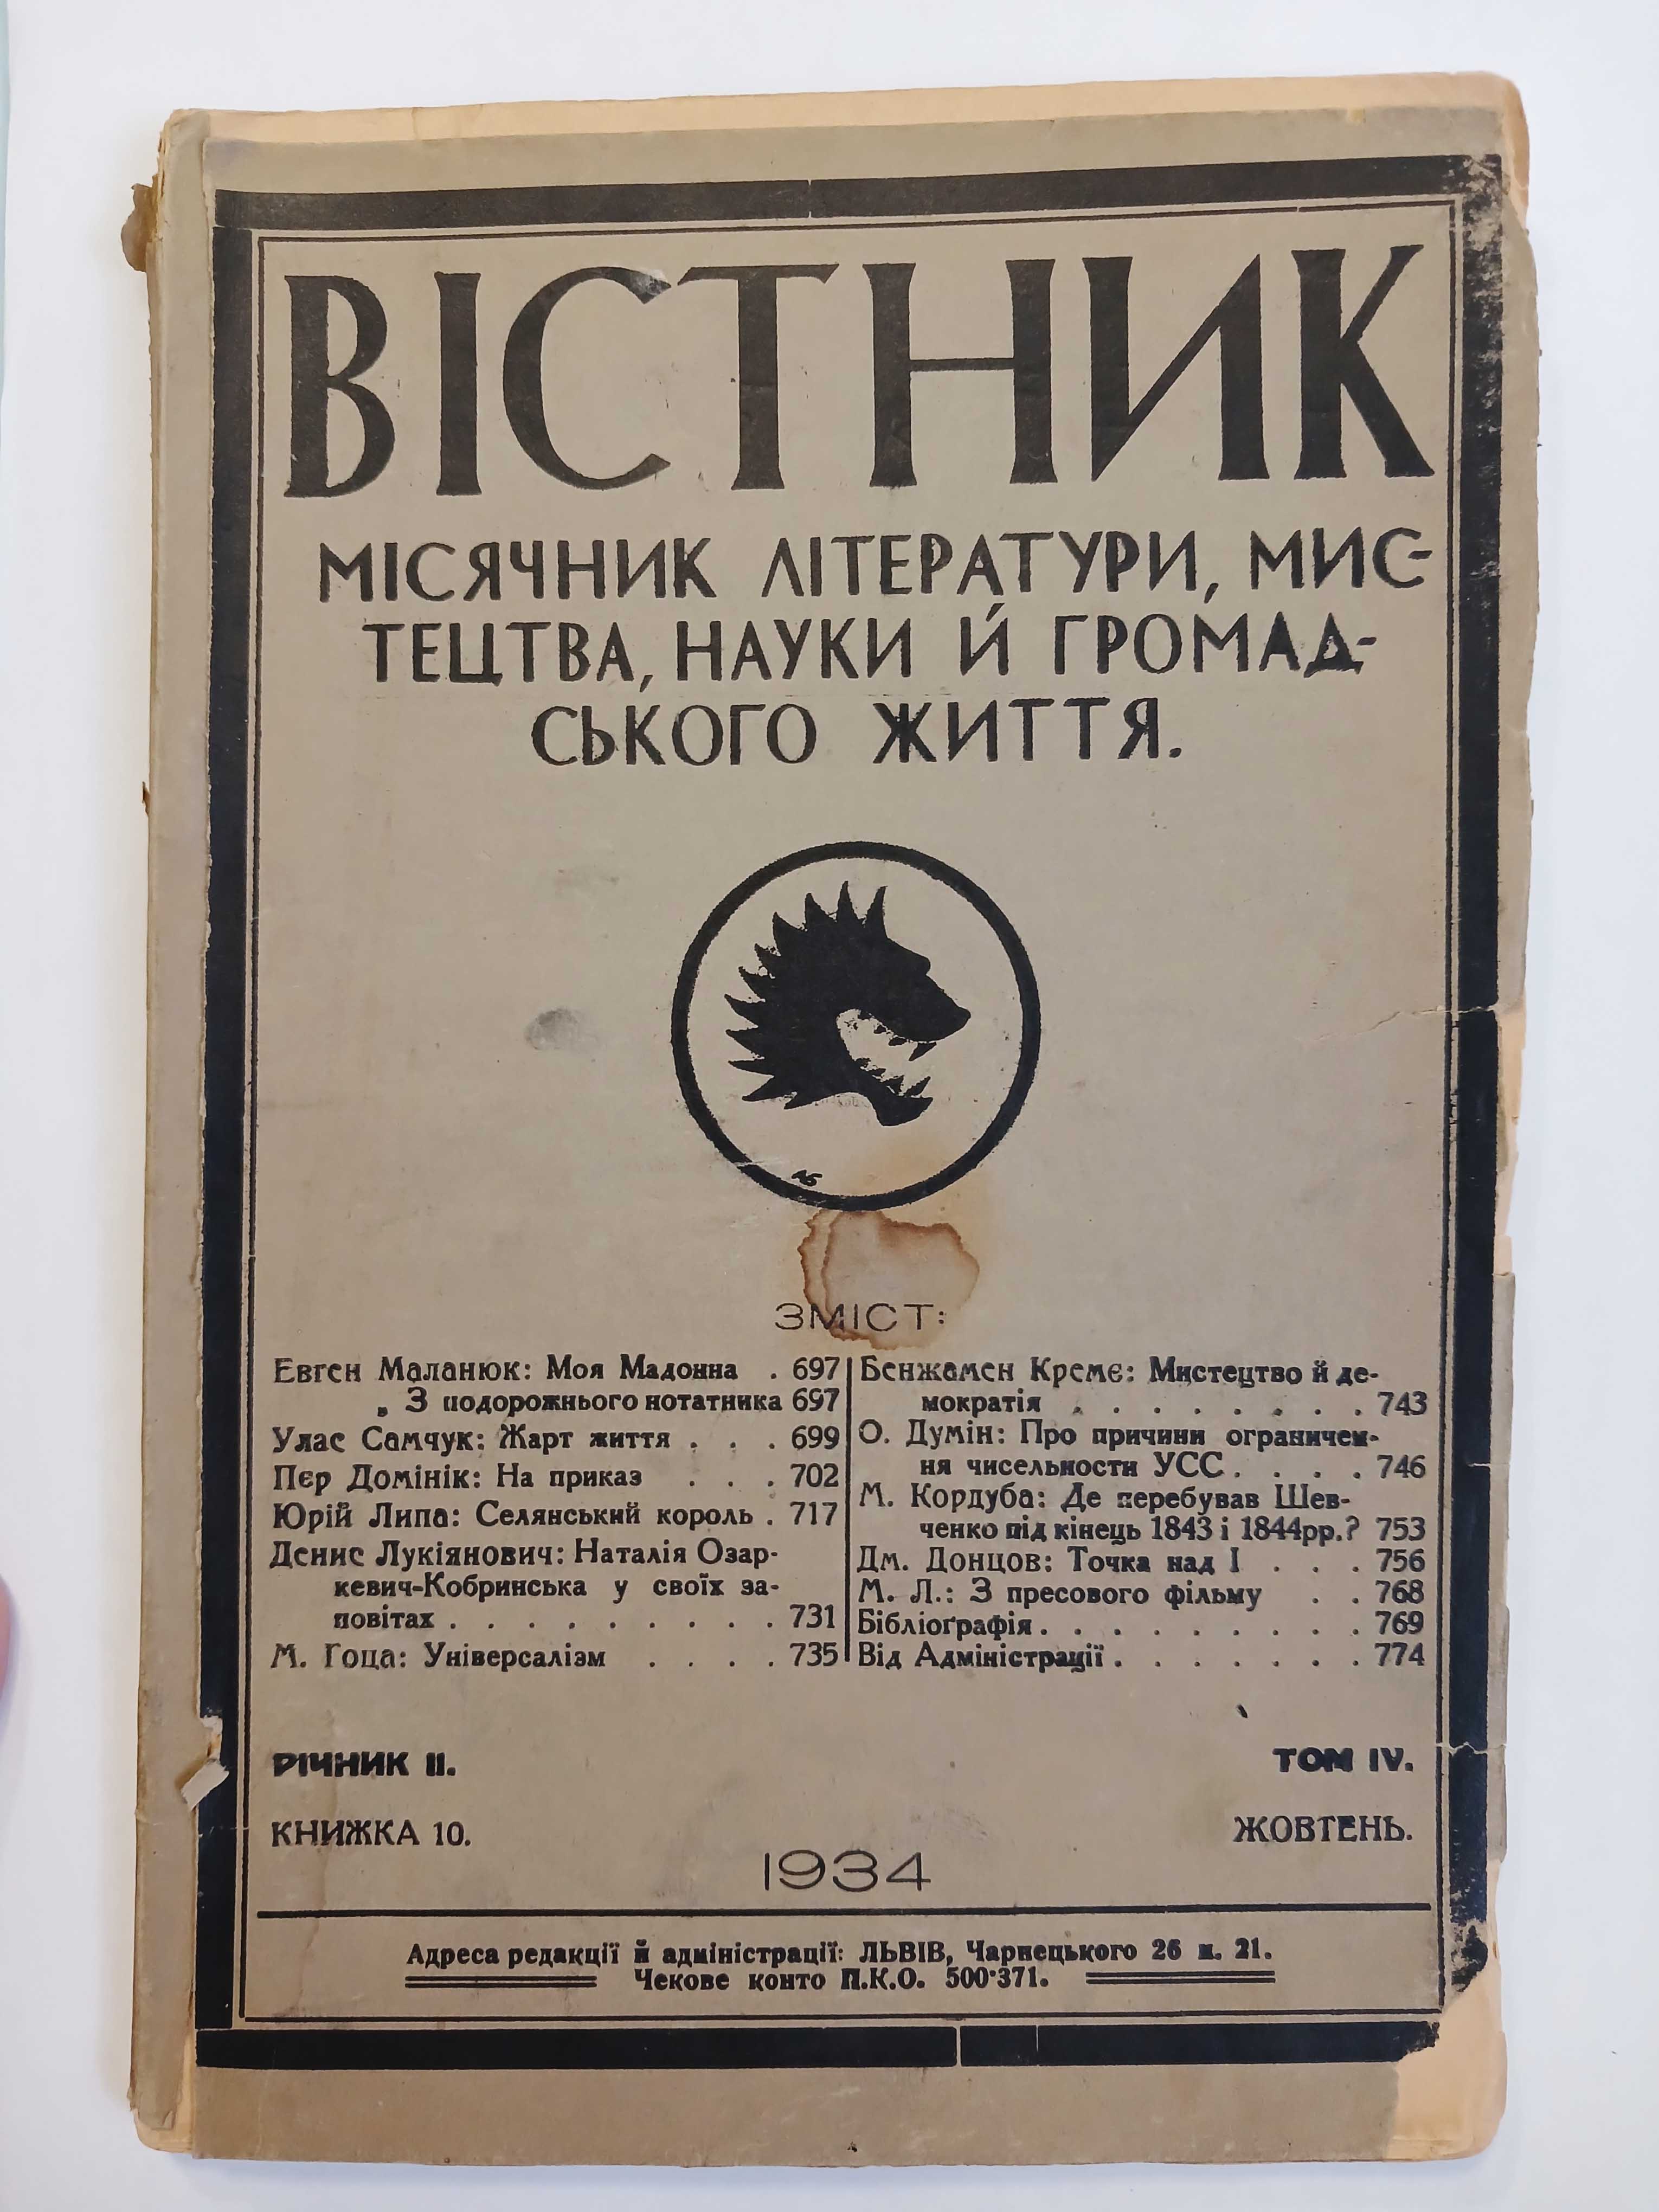 ВІСТНИК
МІСЯЧНИК ЛІТЕРАТУРИ, МИС-
ТЕЦТВА, НАУКИ Й ГРОМАД-
СЬКОГО ЖИТТЯ.
ЗМІСТ:
Евген Маланюк: Моя Мадонна . 697
„ З подорожнього нотатника 697
Улас Самчук: Жарт життя . . . 699
Пєр Домінік: На приказ . . . 702
Юрій Липа: Селянський король . 717
Денис Лукіянович: Наталія Озар-
кевич-Кобринська у своїх за-
повітах . . . . . . . . . 731
М. Гоца: Універсалізм . . . . 735
Бенжамен Кремє: Мистецтво й де-
мократія . . . . . . . . 743
О. Думін: Про причини ограничен-
ня чисельности УСС . . . . 746
М. Кордуба: Де перебував Шев-
ченко під кінець 1843 і 1844рр.? 753
Дм. Донцов: Точка над І . . . 756
М. Л.: З пресового фільму . . 768
Бібліоґрафія . . . . . . . . . 769
Від Адміністрації . . . . . . . 774
РІЧНИК II.
ТОМ IV.
КНИЖКА 10.
ЖОВТЕНЬ.
1934
Адреса редакції й адміністрації: ЛЬВІВ, Чарнецького 26 м. 21.
Чекове конто П.К.О. 500·371.